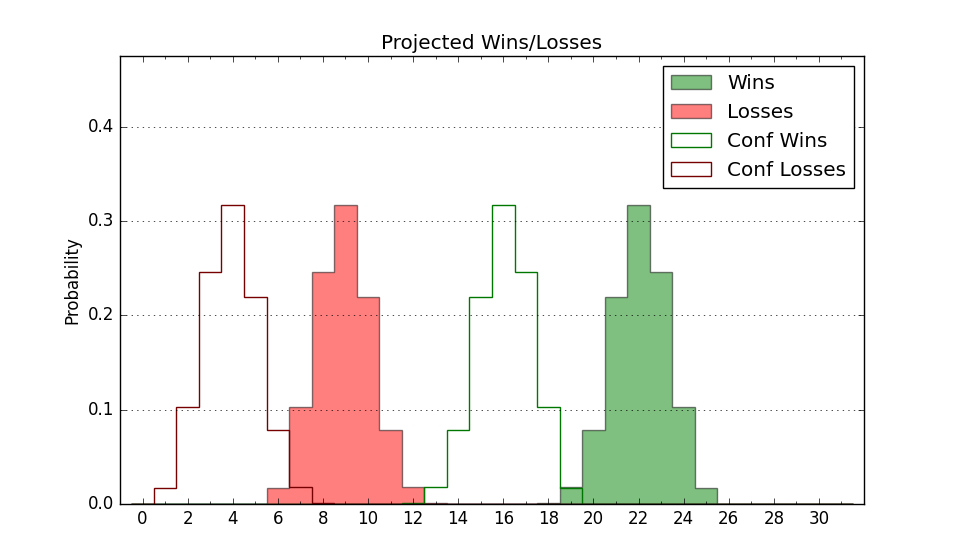 Projected Wins/Losses
Wins
Losses
Conf Wins
Conf Losses
Probability
0.4
0.3
0.2
0.1
0.0
0 2 4 6 8 10 12 14 16 18 20 22 24 26 28 30